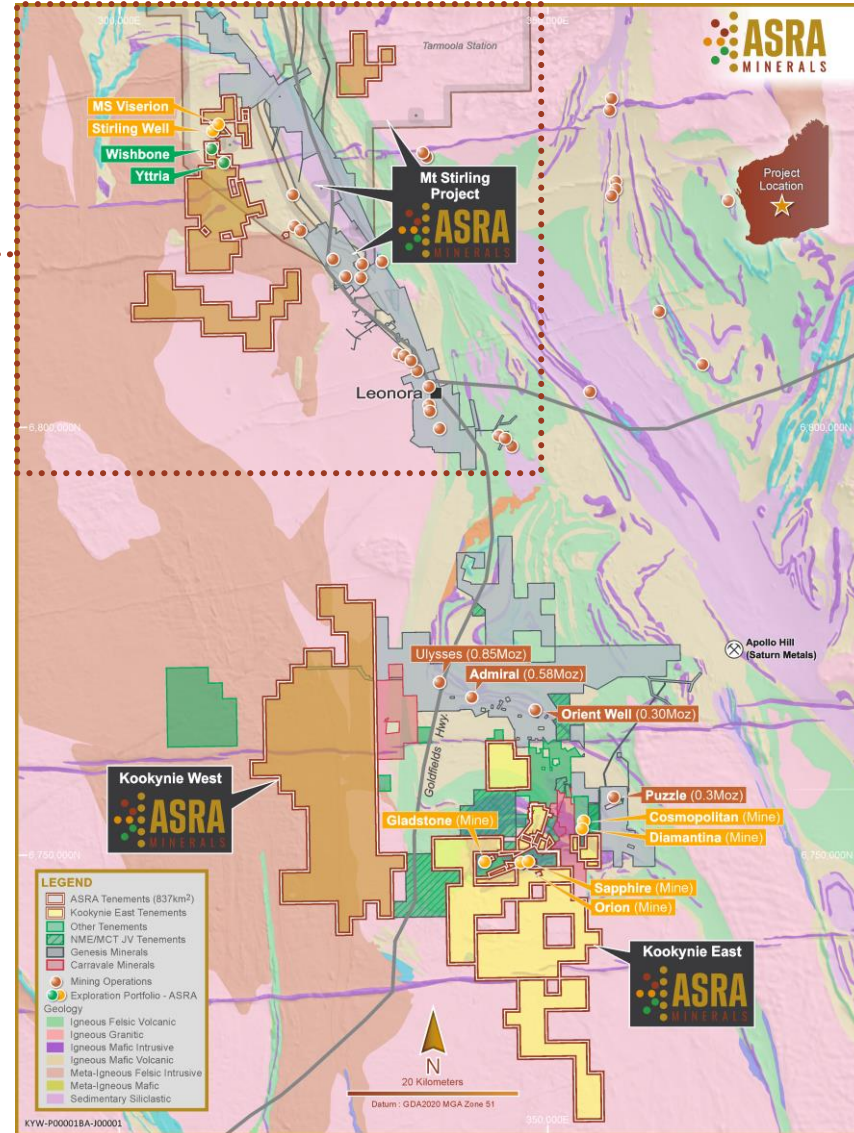 300,000E
350,000E
Tarmoola Station
ASRA
MINERALS
MS Viserion
Stirling Well
Wishbone
Yttria
Mt Stirling
Project
ASRA
MINERALS
Project
Location
Leonora
6,800,000N
6,800,000N
Apollo Hill
(Saturn Metals)
Ulysses (0.85Moz)
Admiral (0.58Moz)
Orient Well (0.30Moz)
Goldfields Hwy.
Kookynie West
ASRA
MINERALS
Puzzle (0.3Moz)
Gladstone (Mine)
Cosmopolitan (Mine)
Diamantina (Mine)
6,750,000N
6,750,000N
Sapphire (Mine)
Orion (Mine)
Kookynie East
ASRA
MINERALS
LEGEND
ASRA Tenements (837km²)
Kookynie East Tenements
Other Tenements
NME/MCT JV Tenements
Genesis Minerals
Carravale Minerals
Mining Operations
Exploration Portfolio - ASRA
Geology
Igneous Felsic Volcanic
Igneous Granitic
Igneous Mafic Intrusive
Igneous Mafic Volcanic
Meta-Igneous Felsic Intrusive
Meta-Igneous Mafic
Sedimentary Siliclastic
N
20 Kilometers
Datum : GDA2020 MGA Zone 51
KYW-P00001BA-J00001
350,000E